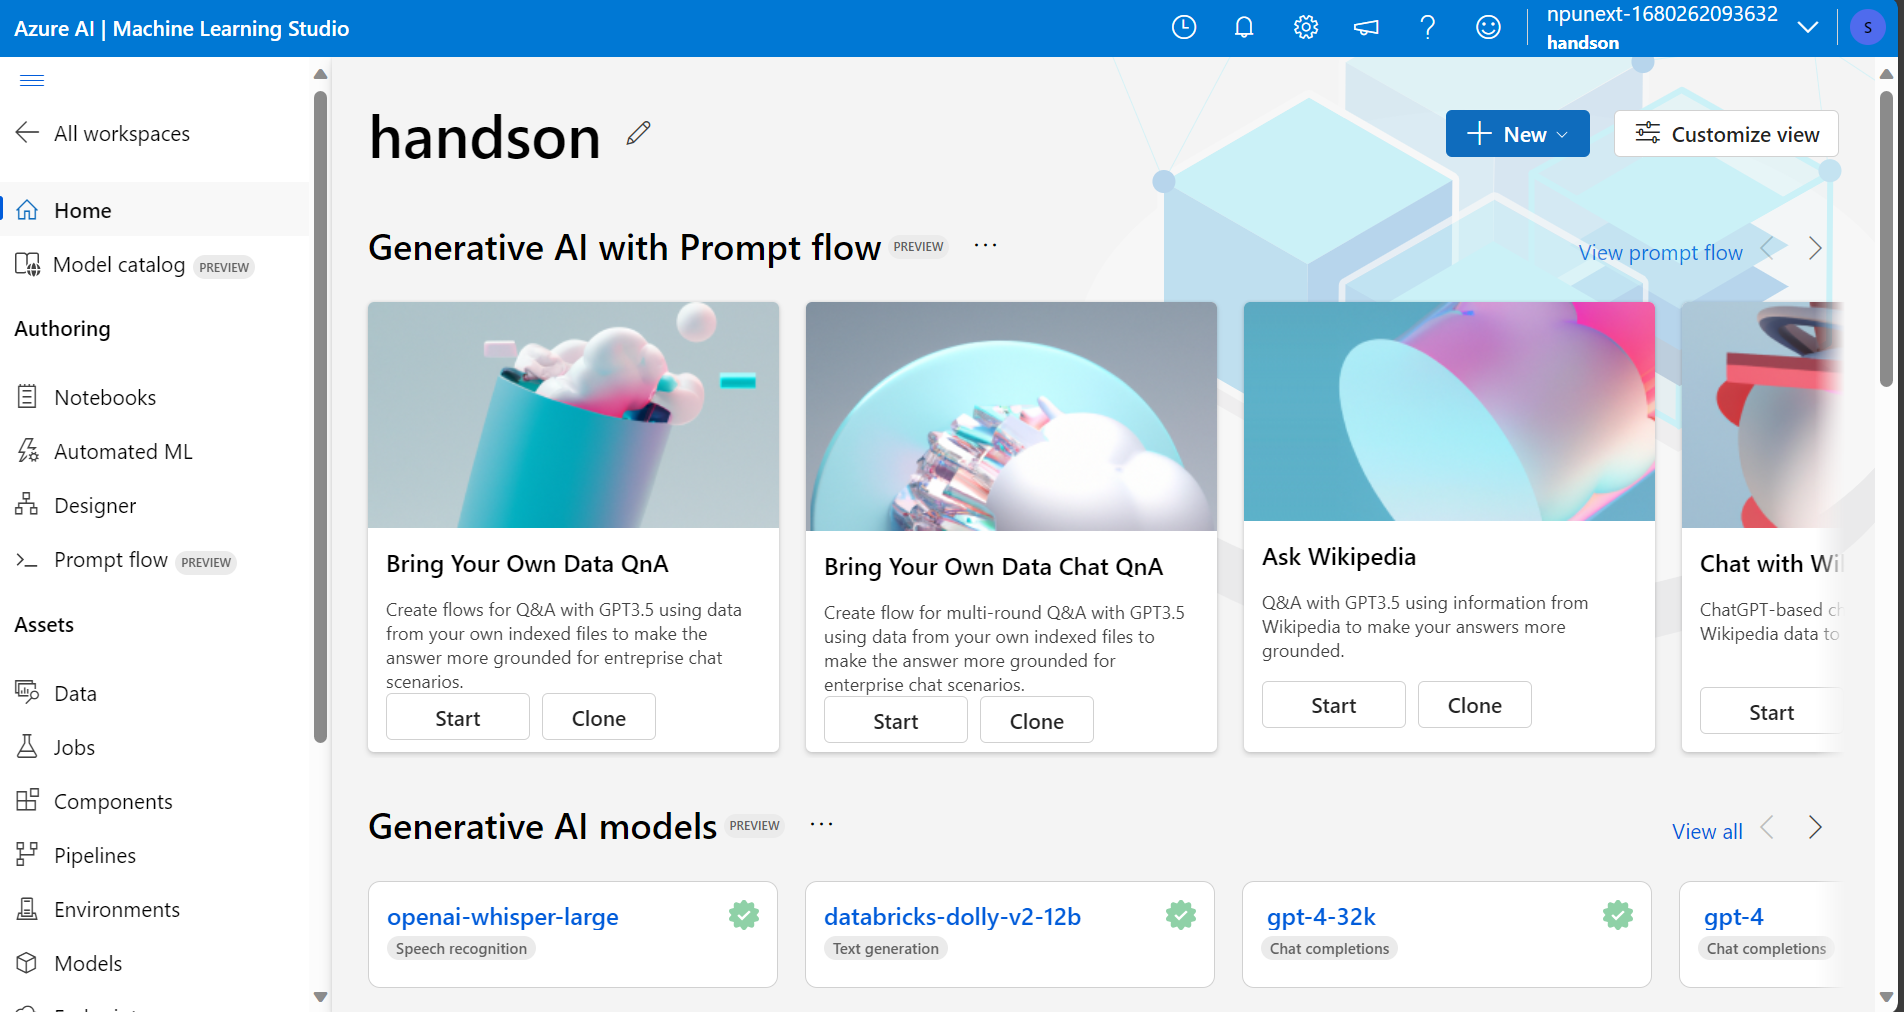 Azure AI | Machine Learning Studio
npunext-1680262093632
handson
S
All workspaces
Home
Model catalog PREVIEW
Authoring
Notebooks
Automated ML
Designer
Prompt flow PREVIEW
Assets
Data
Jobs
Components
Pipelines
Environments
Models
handson
New
Customize view
Generative AI with Prompt flow PREVIEW ...
View prompt flow
Bring Your Own Data QnA
Create flows for Q&A with GPT3.5 using data
from your own indexed files to make the
answer more grounded for entreprise chat
scenarios.
Start Clone
Bring Your Own Data Chat QnA
Create flow for multi-round Q&A with GPT3.5
using data from your own indexed files to
make the answer more grounded for
enterprise chat scenarios.
Start Clone
Ask Wikipedia
Q&A with GPT3.5 using information from
Wikipedia to make your answers more
grounded.
Start Clone
Chat with
ChatGPT-based
Wikipedia data to
Start
Generative AI models PREVIEW ...
View all
openai-whisper-large
Speech recognition
databricks-dolly-v2-12b
Text generation
gpt-4-32k
Chat completions
gpt-4
Chat completions